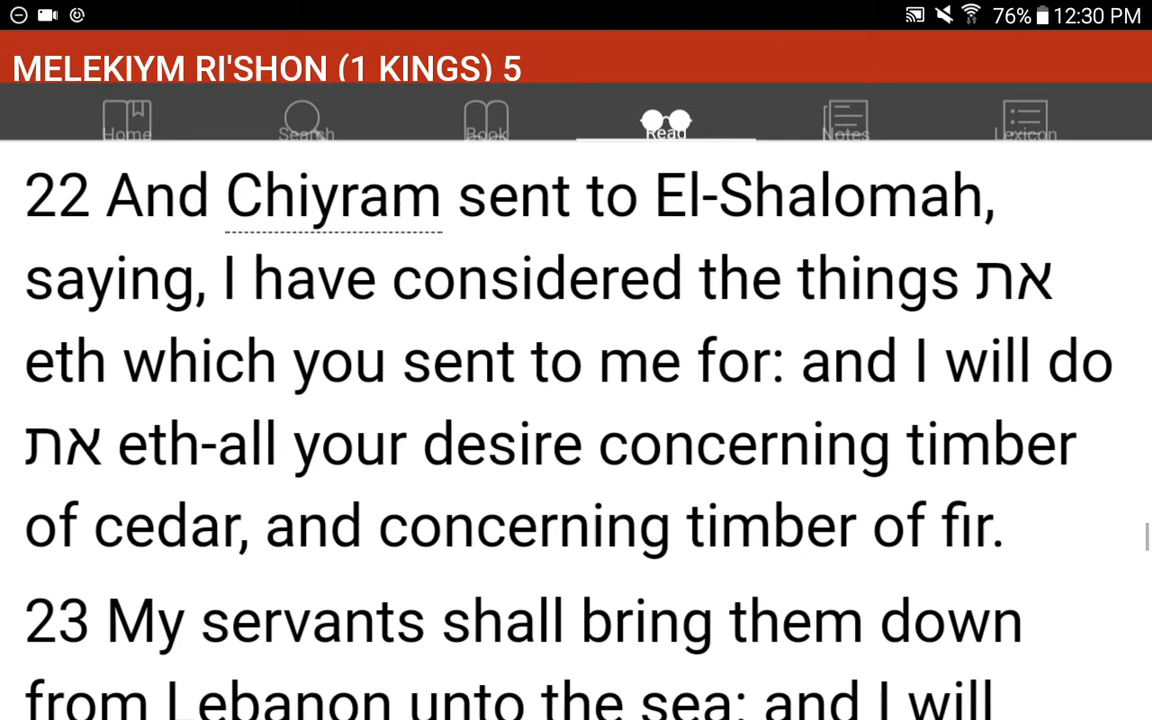 76% 12:30 PM
MELEKIYM RI'SHON (1 KINGS) 5
Home Search Book Read Notes Lexicon
22 And Chiyram sent to El-Shalomah,
saying, I have considered the things את
eth which you sent to me for: and I will do
את eth-all your desire concerning timber
of cedar, and concerning timber of fir.
23 My servants shall bring them down
from Lebanon unto the sea: and I will